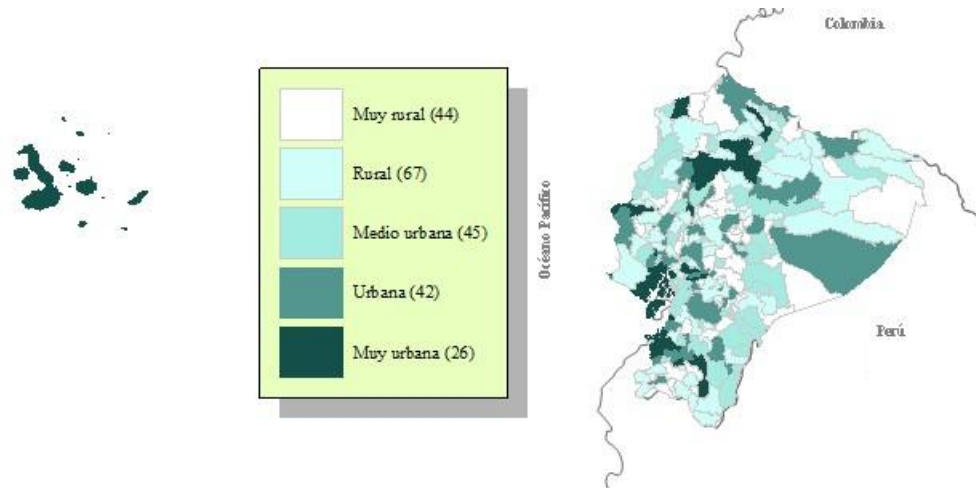 Colombia
Muy rural (44)
Rural (67)
Medio urbana (45)
Urbana (42)
Muy urbana (26)
Océano Pacífico
Perú